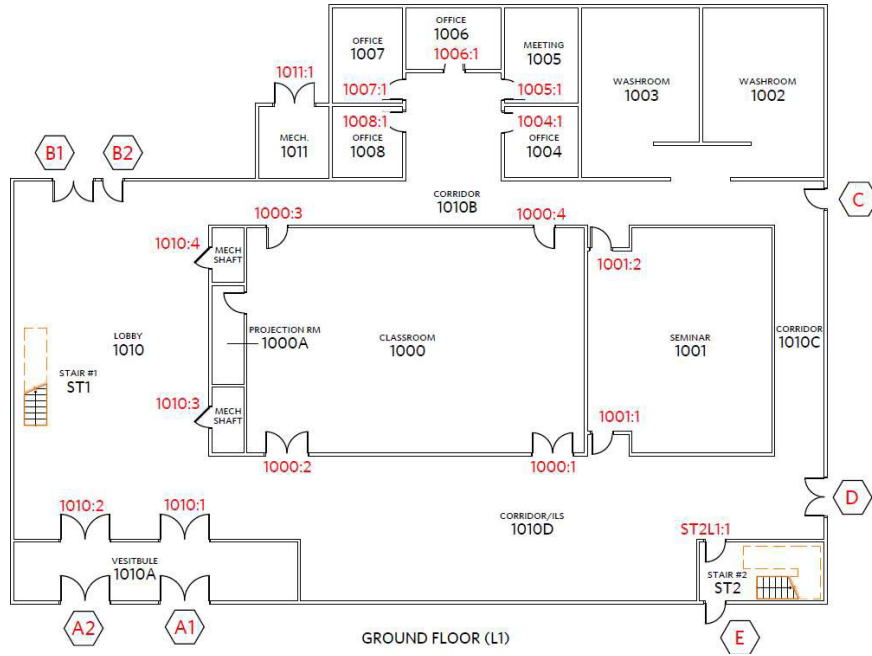 OFFICE
1006
1006:1
OFFICE
1007
1007:1
MEETING
1005
1005:1
WASHROOM
1003
WASHROOM
1002
1011:1
MECH.
1011
1008:1
OFFICE
1008
1004:1
OFFICE
1004
B1
B2
CORRIDOR
1010B
C
1000:3
1000:4
1010:4
MECH
SHAFT
1001:2
LOBBY
1010
PROJECTION RM
1000A
CLASSROOM
1000
SEMINAR
1001
CORRIDOR
1010C
STAIR #1
ST1
1010:3
MECH
SHAFT
1001:1
1000:2
1000:1
D
1010:2
1010:1
CORRIDOR/ILS
1010D
ST2L1:1
VESITBULE
1010A
STAIR #2
ST2
A2
A1
E
GROUND FLOOR (L1)